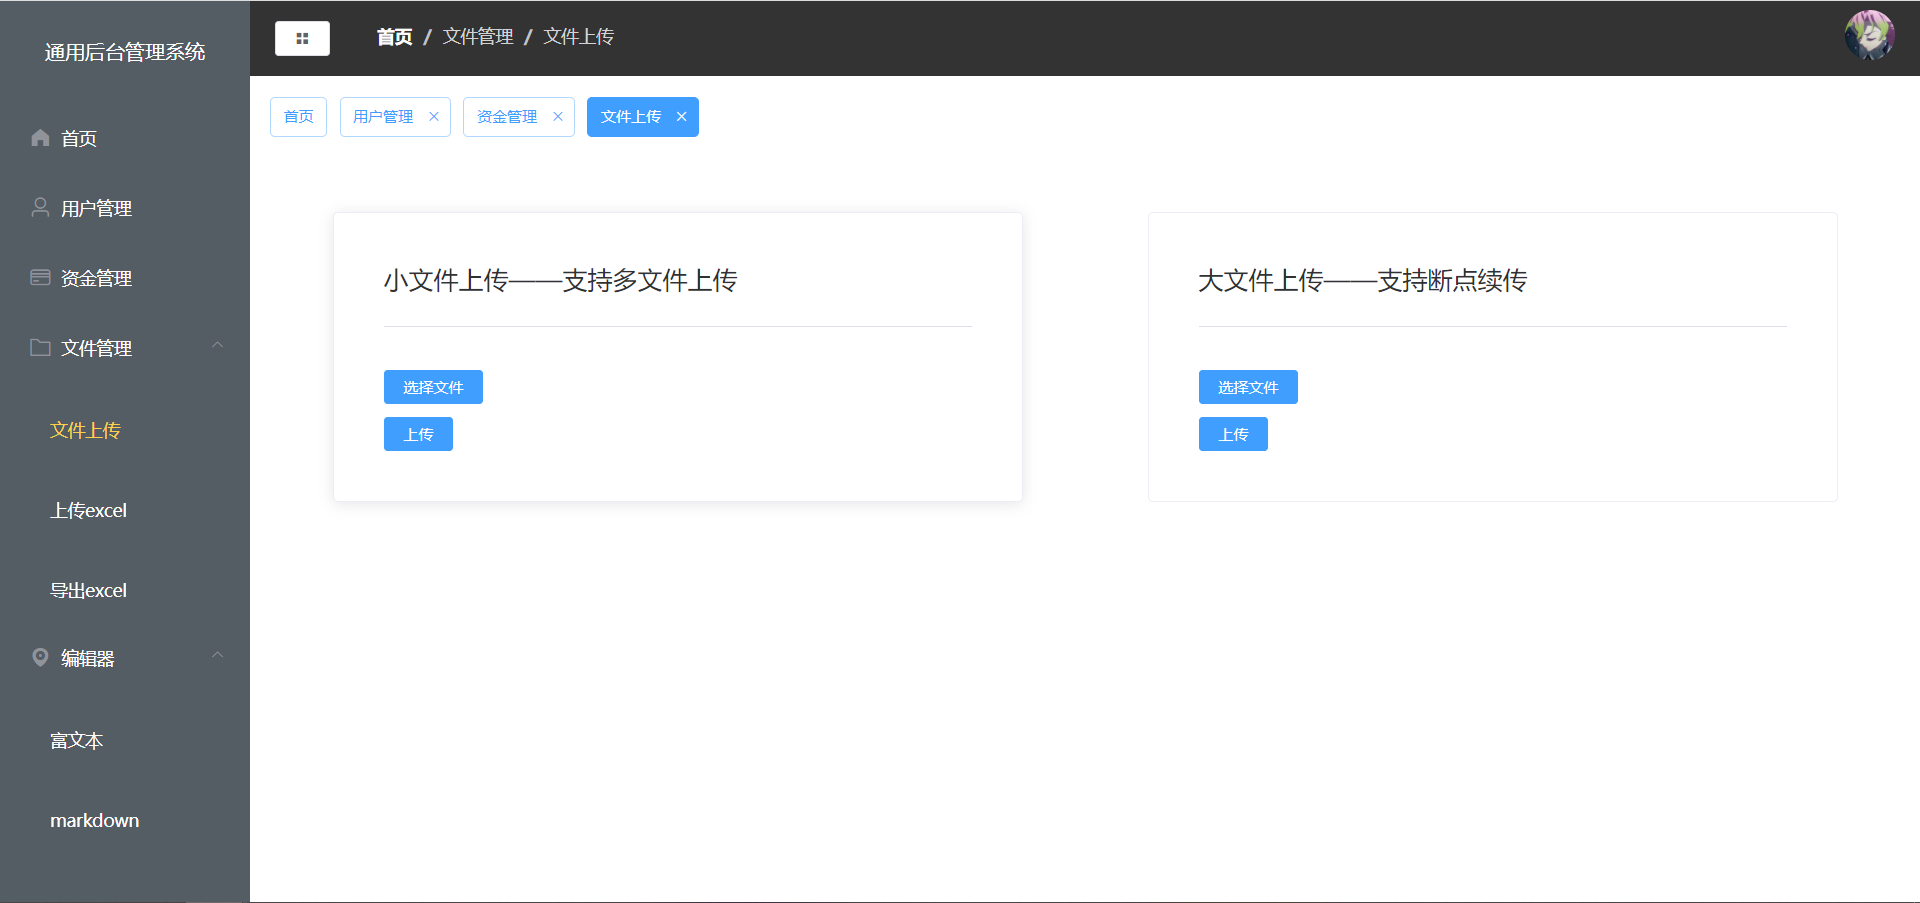 通用后台管理系统
首页
用户管理
资金管理
文件管理
文件上传
上传excel
导出excel
编辑器
富文本
markdown
首页 / 文件管理 / 文件上传
首页 用户管理 × 资金管理 × 文件上传 ×
小文件上传——支持多文件上传
选择文件
上传
大文件上传——支持断点续传
选择文件
上传